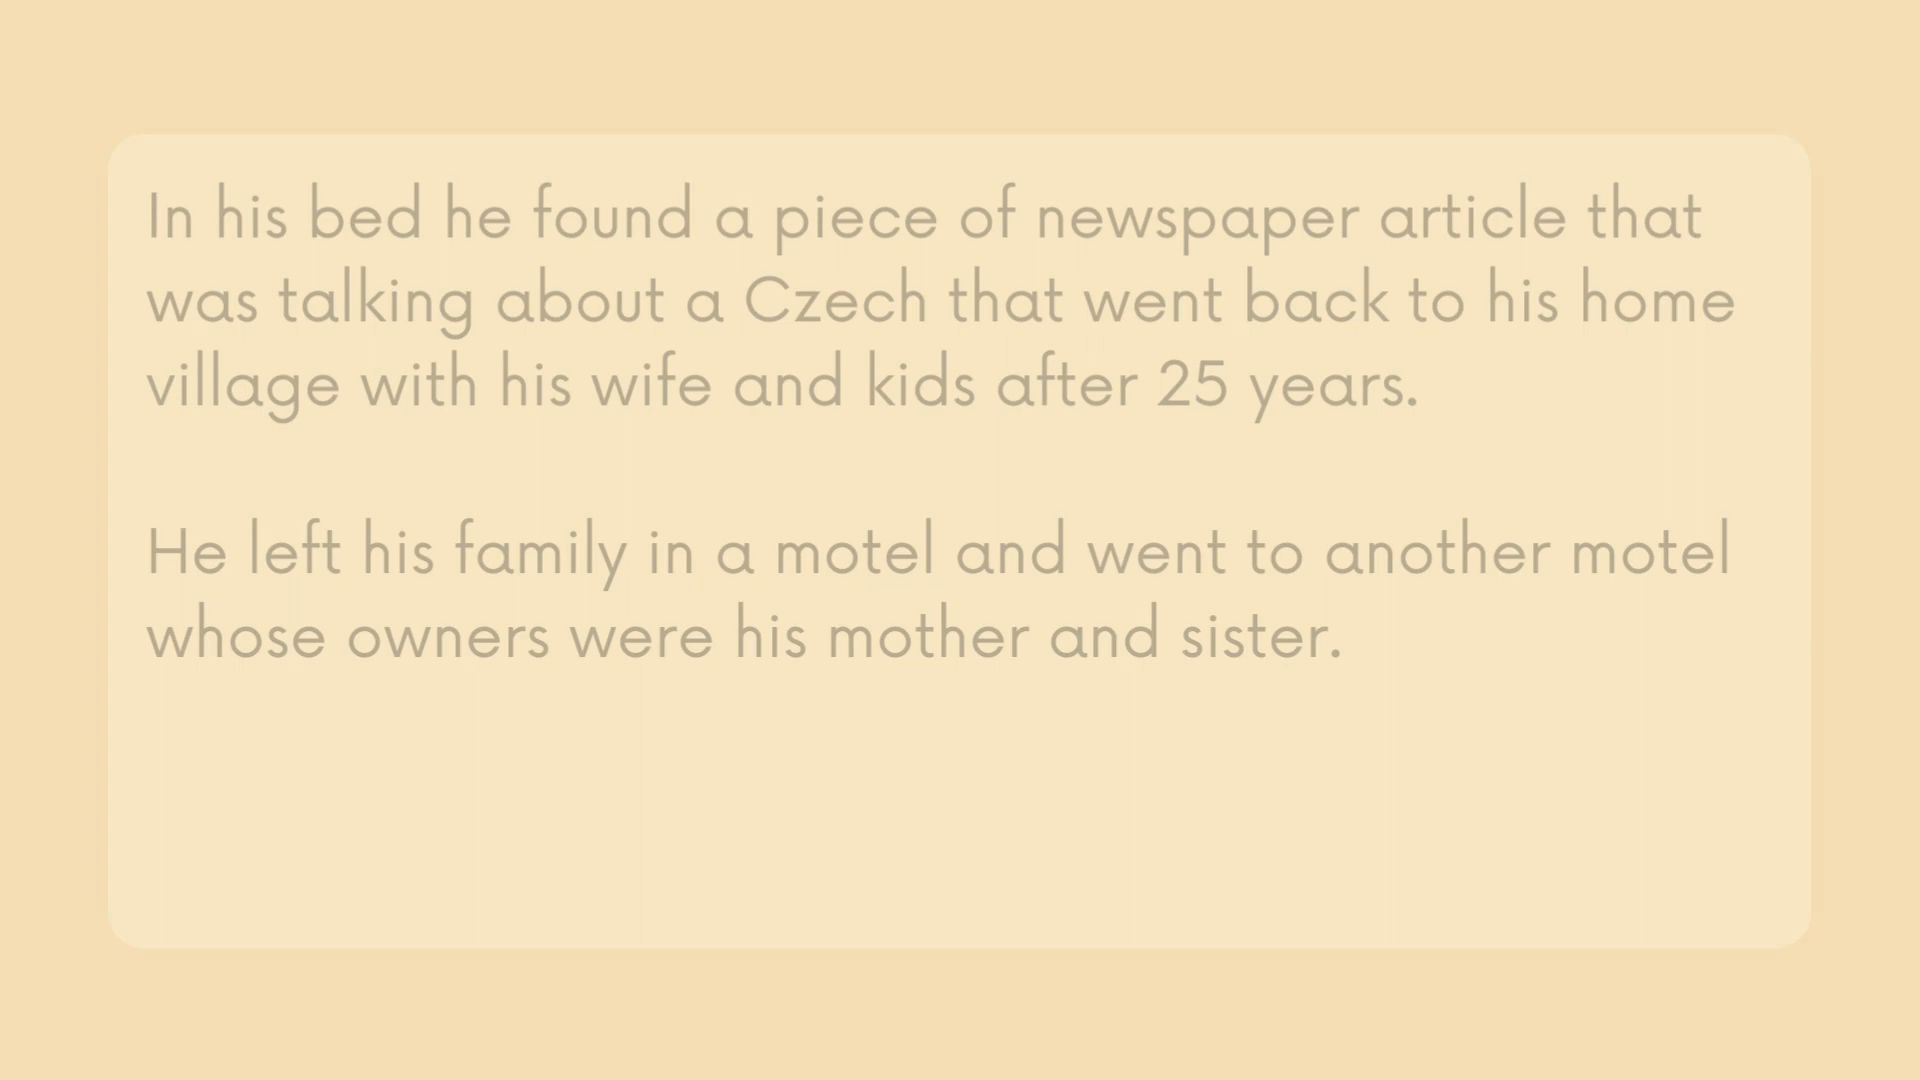 In his bed he found a piece of newspaper article that
was talking about a Czech that went back to his home
village with his wife and kids after 25 years.
He left his family in a motel and went to another motel
whose owners were his mother and sister.